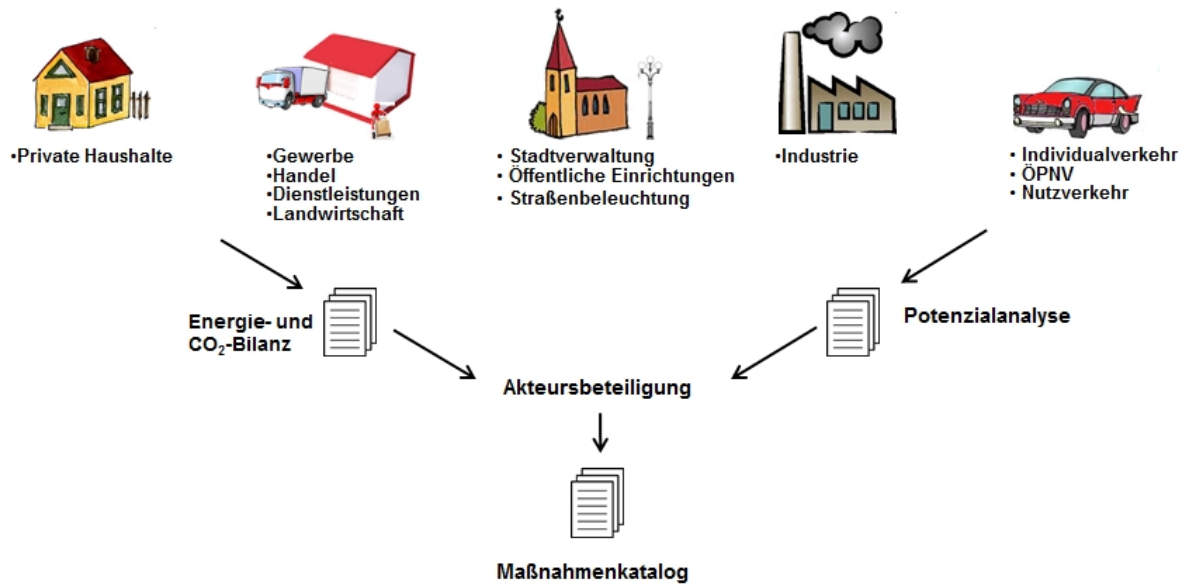 •Private Haushalte
•Gewerbe
•Handel
•Dienstleistungen
•Landwirtschaft
• Stadtverwaltung
• Öffentliche Einrichtungen
• Straßenbeleuchtung
•Industrie
• Individualverkehr
• ÖPNV
• Nutzverkehr
Energie- und
CO₂-Bilanz
Potenzialanalyse
Akteursbeteiligung
Maßnahmenkatalog